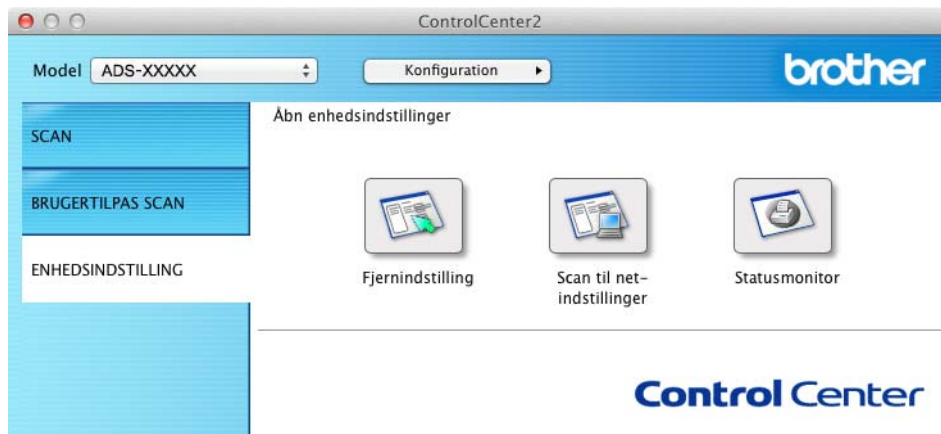 ControlCenter2
Model ADS-XXXXX Konfiguration brother
SCAN
BRUGERTILPAS SCAN
ENHEDSINDSTILLING
Åbn enhedsindstillinger
Fjernindstilling
Scan til net-
indstillinger
Statusmonitor
Control Center